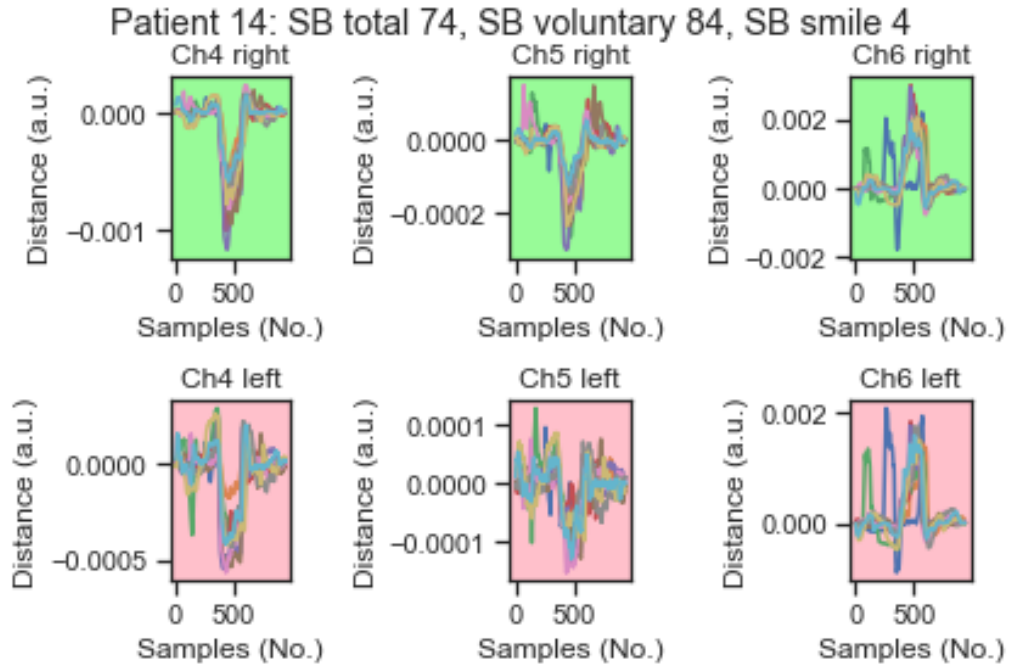 Patient 14: SB total 74, SB voluntary 84, SB smile 4
Ch4 right
Ch5 right
Ch6 right
Distance (a.u.)
0.000
−0.001
0
500
Samples (No.)
Distance (a.u.)
0.0000
−0.0002
0
500
Samples (No.)
Distance (a.u.)
0.002
0.000
−0.002
0
500
Samples (No.)
Ch4 left
Ch5 left
Ch6 left
Distance (a.u.)
0.0000
−0.0005
0
500
Samples (No.)
Distance (a.u.)
0.0001
0.0000
−0.0001
0
500
Samples (No.)
Distance (a.u.)
0.002
0.000
0
500
Samples (No.)